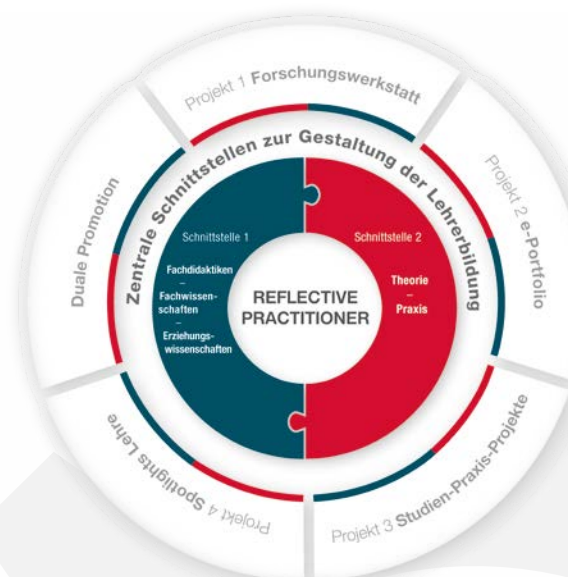 Projekt 1 Forschungswerkstatt
Projekt 2 e-Portfolio
Projekt 3 Studien-Praxis-Projekte
Projekt 4 Spotlights Lehre
Duale Promotion
Zentrale Schnittstellen zur Gestaltung der Lehrerbildung
Schnittstelle 1
Fachdidaktiken
–
Fachwissen-
schaften
–
Erziehungs-
wissenschaften
Schnittstelle 2
Theorie
–
Praxis
REFLECTIVE
PRACTITIONER